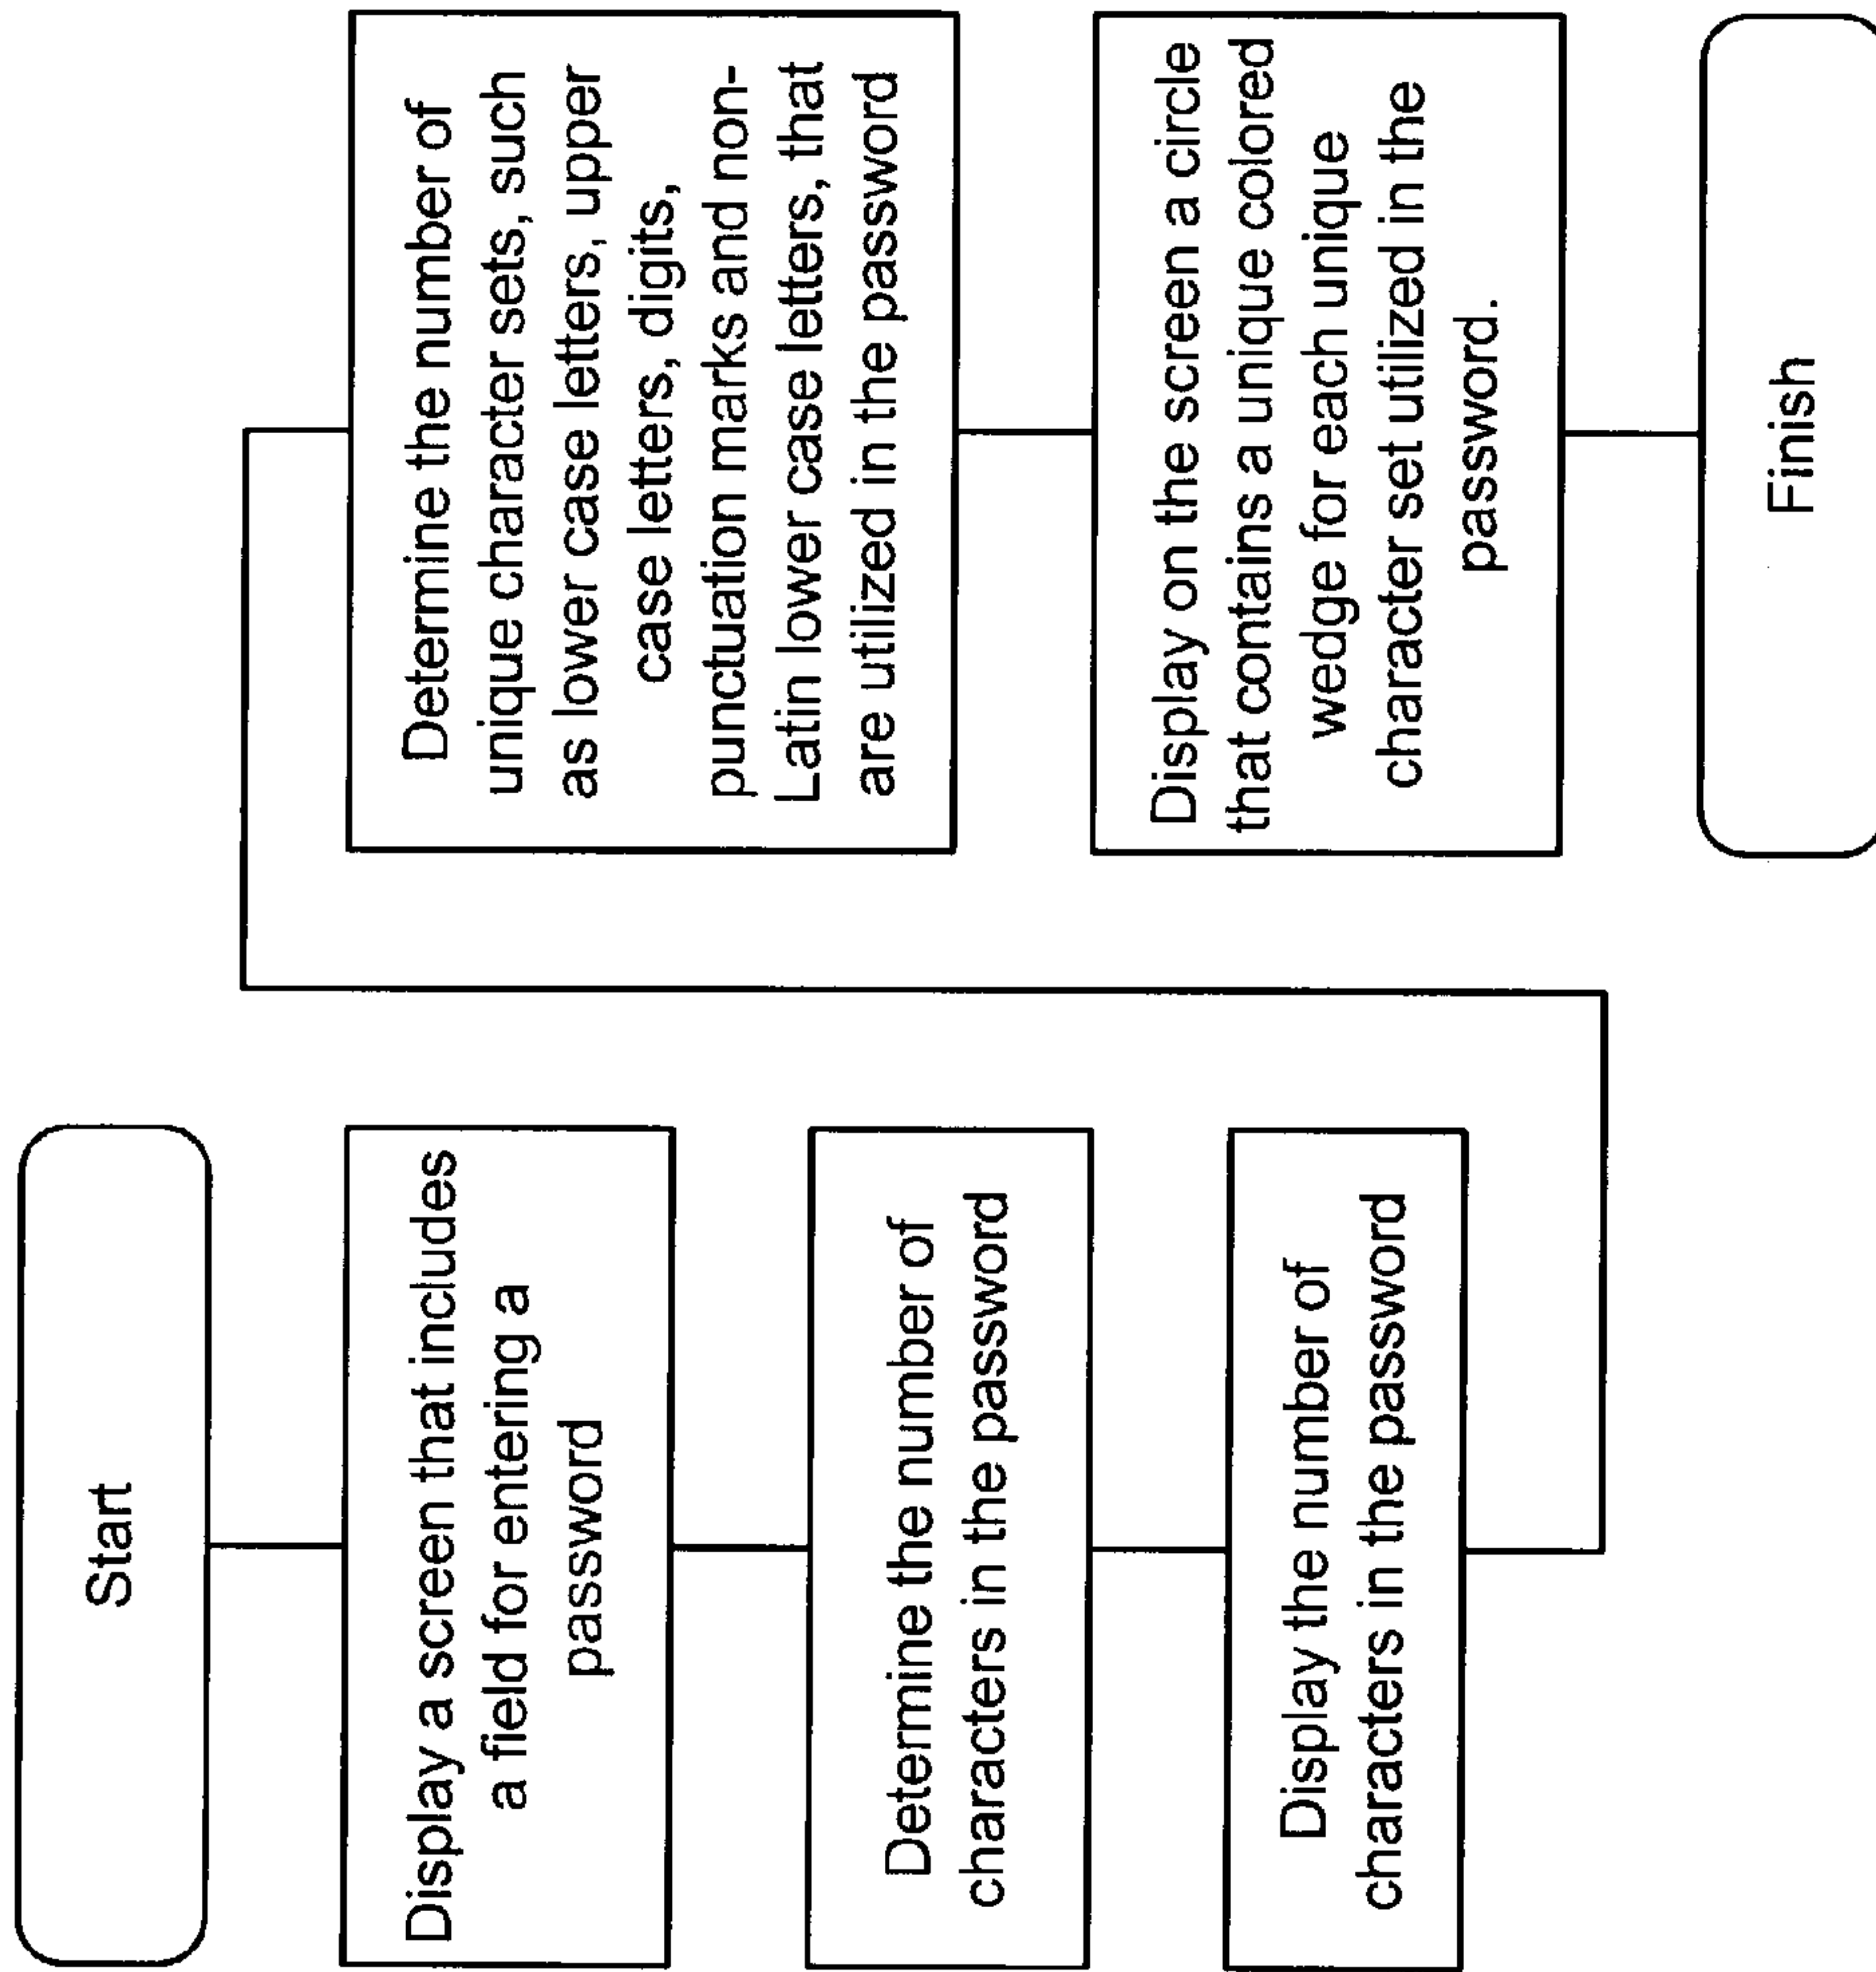 Start
Display a screen that includes
a field for entering a
password
Determine the number of
characters in the password
Display the number of
characters in the password
Determine the number of
unique character sets, such
as lower case letters, upper
case letters, digits,
punctuation marks and non-
Latin lower case letters, that
are utilized in the password
Display on the screen a circle
that contains a unique colored
wedge for each unique
character set utilized in the
password.
Finish